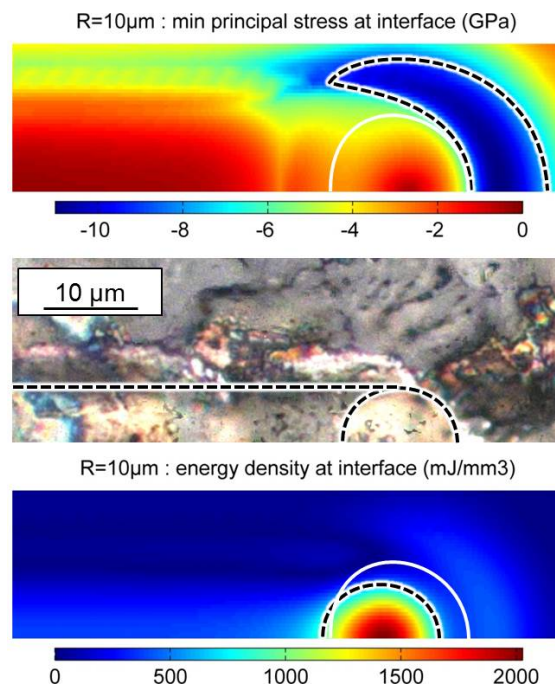 R=10µm : min principal stress at interface (GPa)
-10 -8 -6 -4 -2 0
10 µm
R=10µm : energy density at interface (mJ/mm3)
0 500 1000 1500 2000